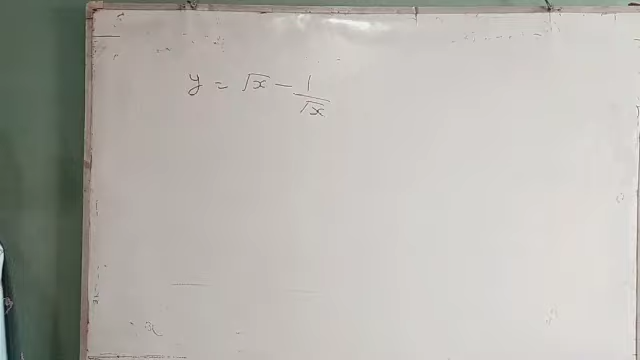 y = √x - 1/√x